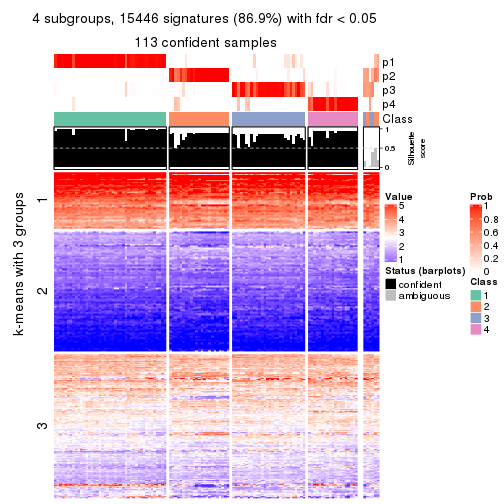 4 subgroups, 15446 signatures (86.9%) with fdr < 0.05
113 confident samples
p1
p2
p3
p4
Class
1
0.5
0
Silhouette
score
k-means with 3 groups
1
2
3
Value
5
4
3
2
1
Status (barplots)
confident
ambiguous
Prob
1
0.8
0.6
0.4
0.2
0
Class
1
2
3
4